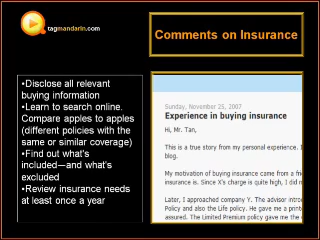 tagmandarin.com
Comments on Insurance
•Disclose all relevant
buying information
•Learn to search online.
Compare apples to apples
(different policies with the
same or similar coverage)
•Find out what's
included—and what's
excluded
•Review insurance needs
at least once a year
Sunday, November 25, 2007
Experience in buying insurance
Hi, Mr. Tan,
This is a true story from my personal experience. I
blog.
My motivation of buying insurance came from a frie
insurance is. Since X's charge is quite high, I did n
Later, I approached company Y. The advisor introd
Policy and also the Life policy. He gave me a printe
assured. The Limited Premium policy gave me the